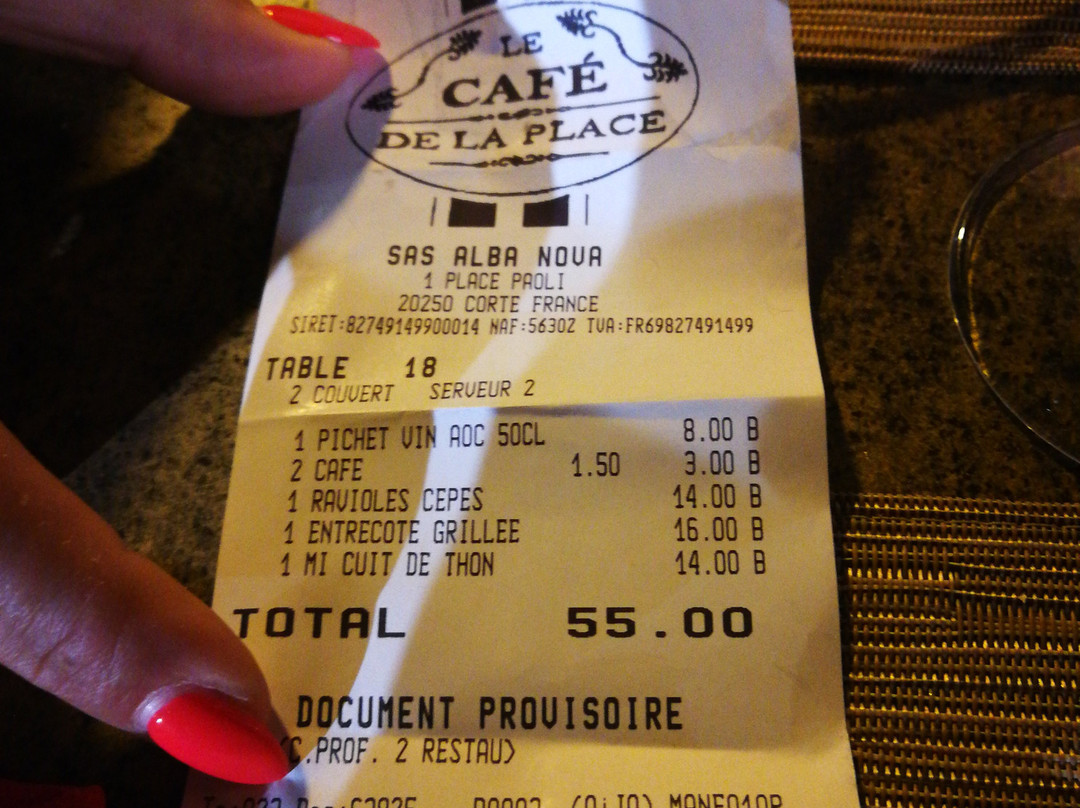 LE
CAFÉ
DE LA PLACE
SAS ALBA NOVA
1 PLACE PAOLI
20250 CORTE FRANCE
SIRET:82749149900014 NAF:5630Z TVA:FR69827491499
TABLE 18
2 COUVERT SERVEUR 2
1 PICHET VIN AOC 50CL 8.00 B
2 CAFE 1.50 3.00 B
1 RAVIOLES CEPES 14.00 B
1 ENTRECOTE GRILLEE 16.00 B
1 MI CUIT DE THON 14.00 B
TOTAL 55.00
DOCUMENT PROVISOIRE
(C.PROF. 2 RESTAU)